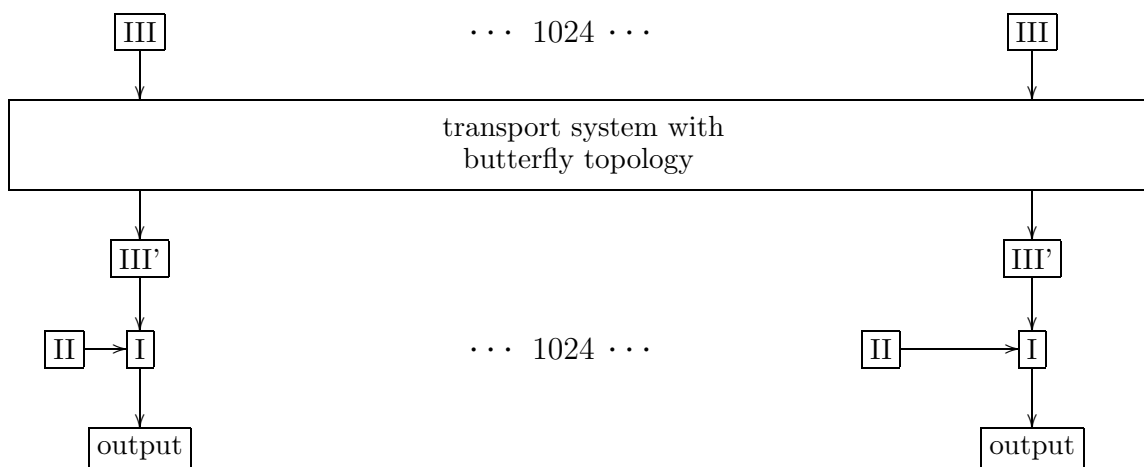 III ··· 1024 ··· III
transport system with
butterfly topology
III' III'
II I ··· 1024 ··· II I
output output